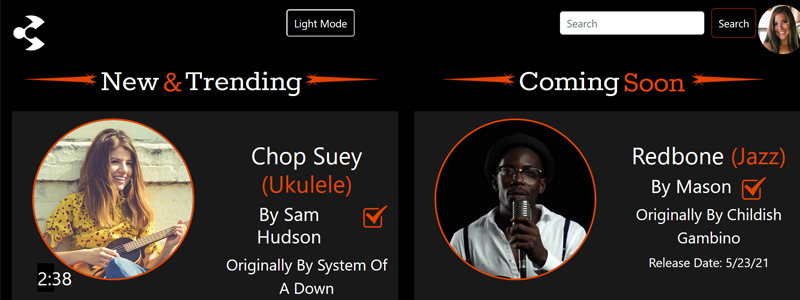 Light Mode
Search
Search
New & Trending
Coming Soon
Chop Suey
(Ukulele)
By Sam
Hudson
Originally By System Of
A Down
2:38
Redbone (Jazz)
By Mason
Originally By Childish
Gambino
Release Date: 5/23/21